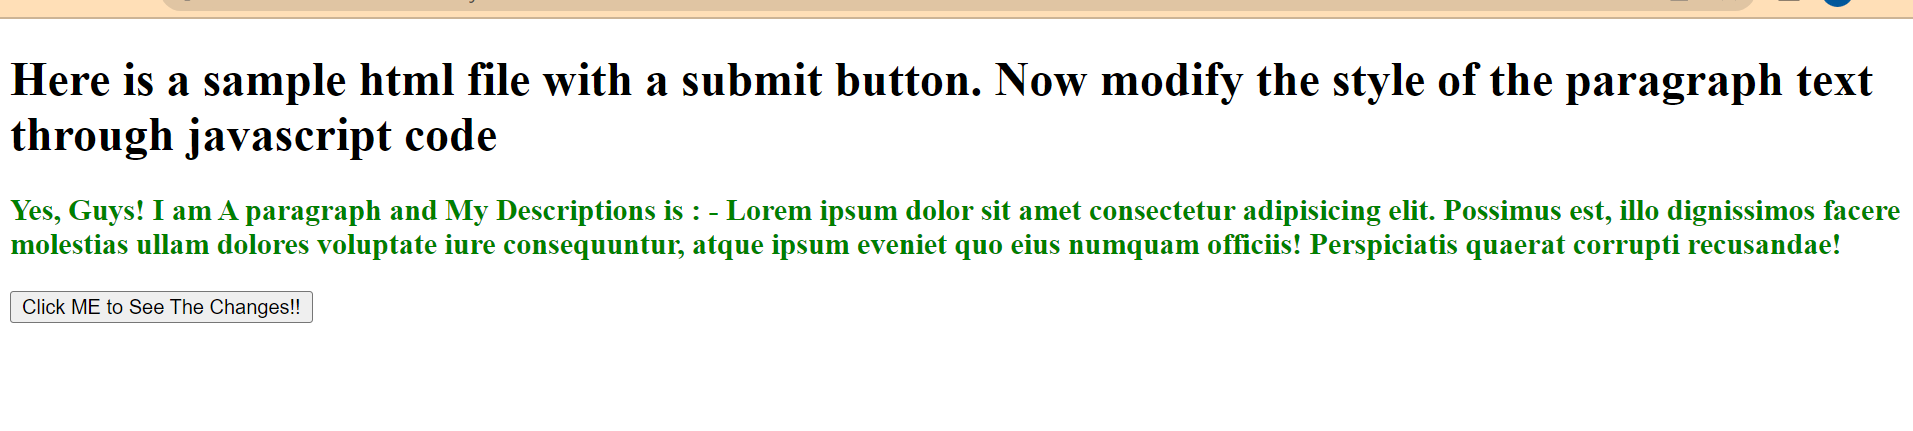 Here is a sample html file with a submit button. Now modify the style of the paragraph text
through javascript code
Yes, Guys! I am A paragraph and My Descriptions is : - Lorem ipsum dolor sit amet consectetur adipisicing elit. Possimus est, illo dignissimos facere
molestias ullam dolores voluptate iure consequuntur, atque ipsum eveniet quo eius numquam officiis! Perspiciatis quaerat corrupti recusandae!
Click ME to See The Changes!!